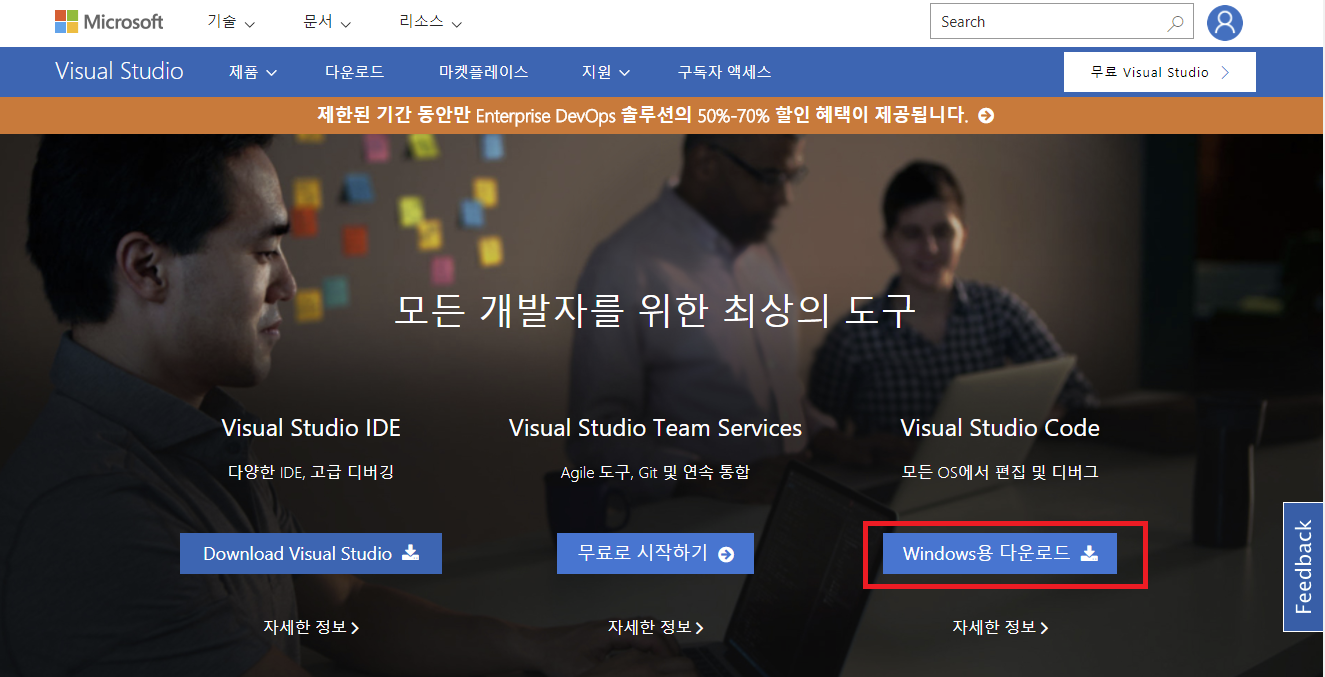 Microsoft 기술 문서 리소스 Search
Visual Studio 제품 다운로드 마켓플레이스 지원 구독자 액세스 무료 Visual Studio
제한된 기간 동안만 Enterprise DevOps 솔루션의 50%-70% 할인 혜택이 제공됩니다.
모든 개발자를 위한 최상의 도구
Visual Studio IDE Visual Studio Team Services Visual Studio Code
다양한 IDE, 고급 디버깅 Agile 도구, Git 및 연속 통합 모든 OS에서 편집 및 디버그
Download Visual Studio 무료로 시작하기 Windows용 다운로드
자세한 정보 자세한 정보 자세한 정보
Feedback